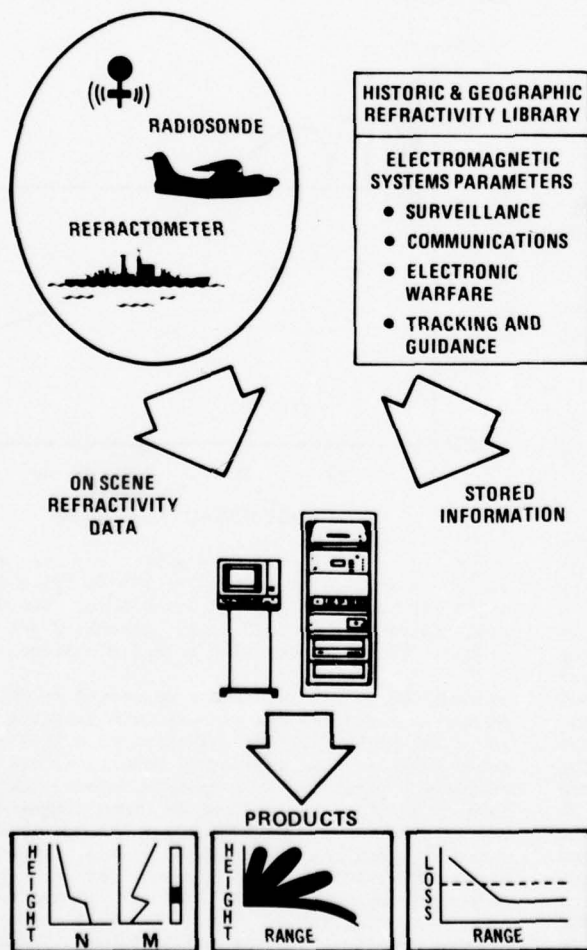 RADIOSONDE
REFRACTOMETER
HISTORIC & GEOGRAPHIC
REFRACTIVITY LIBRARY
ELECTROMAGNETIC
SYSTEMS PARAMETERS
• SURVEILLANCE
• COMMUNICATIONS
• ELECTRONIC
WARFARE
• TRACKING AND
GUIDANCE
ON SCENE
REFRACTIVITY
DATA
STORED
INFORMATION
PRODUCTS
HEIGHT
N
M
HEIGHT
RANGE
LOSS
RANGE